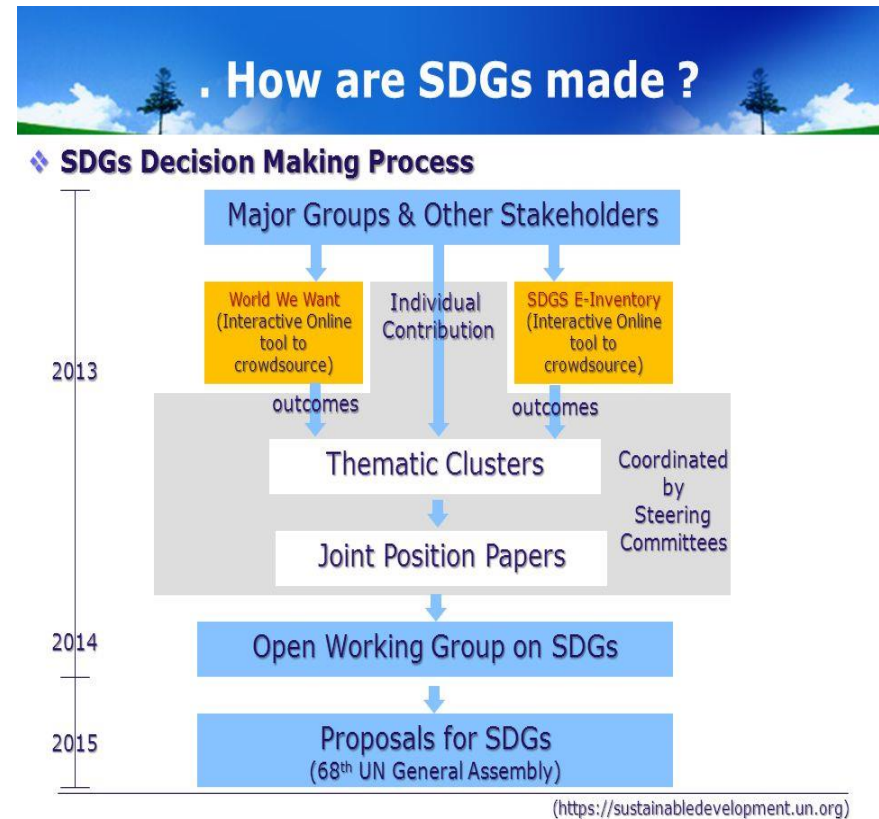 . How are SDGs made ?
❖ SDGs Decision Making Process
Major Groups & Other Stakeholders
World We Want
(Interactive Online
tool to
crowdsource)
Individual
Contribution
SDGS E-Inventory
(Interactive Online
tool to
crowdsource)
2013
outcomes
outcomes
Thematic Clusters
Coordinated
by
Steering
Committees
Joint Position Papers
2014
Open Working Group on SDGs
2015
Proposals for SDGs
(68th UN General Assembly)
(https://sustainabledevelopment.un.org)